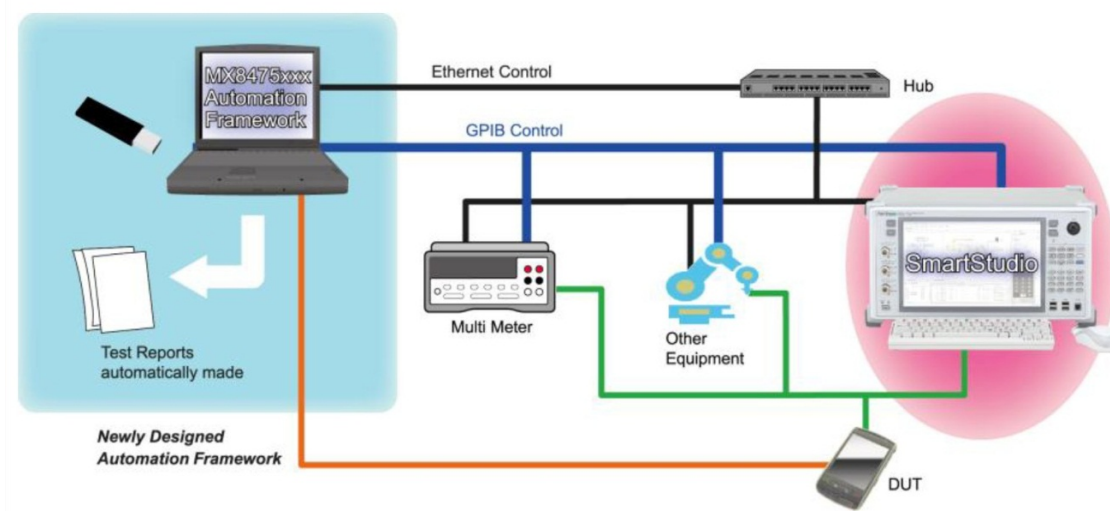 MX8475xxx
Automation
Framework
Ethernet Control
Hub
GPIB Control
SmartStudio
Multi Meter
Other
Equipment
Test Reports
automatically made
Newly Designed
Automation Framework
DUT